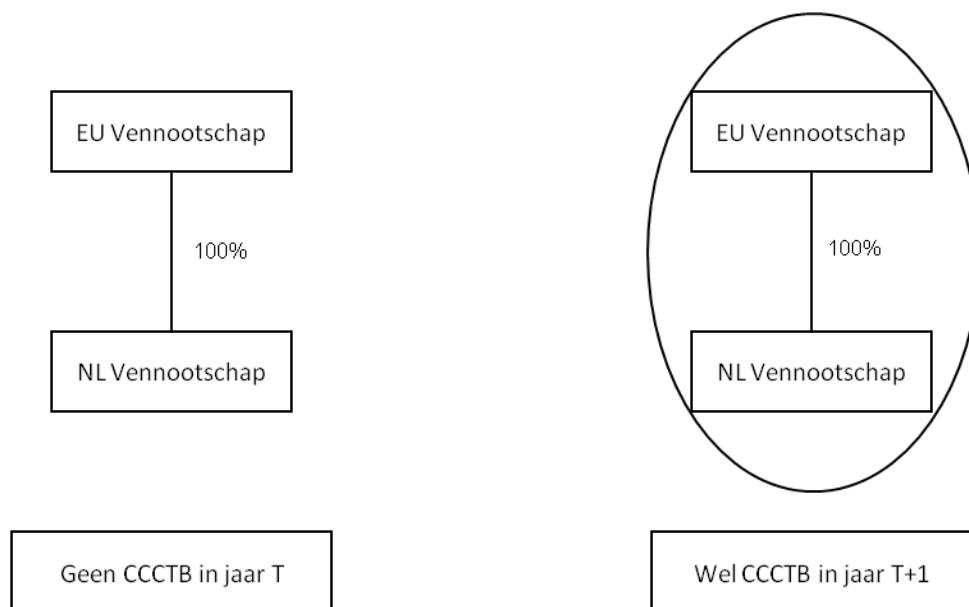 EU Vennootschap
100%
NL Vennootschap
Geen CCCTB in jaar T
EU Vennootschap
100%
NL Vennootschap
Wel CCCTB in jaar T+1